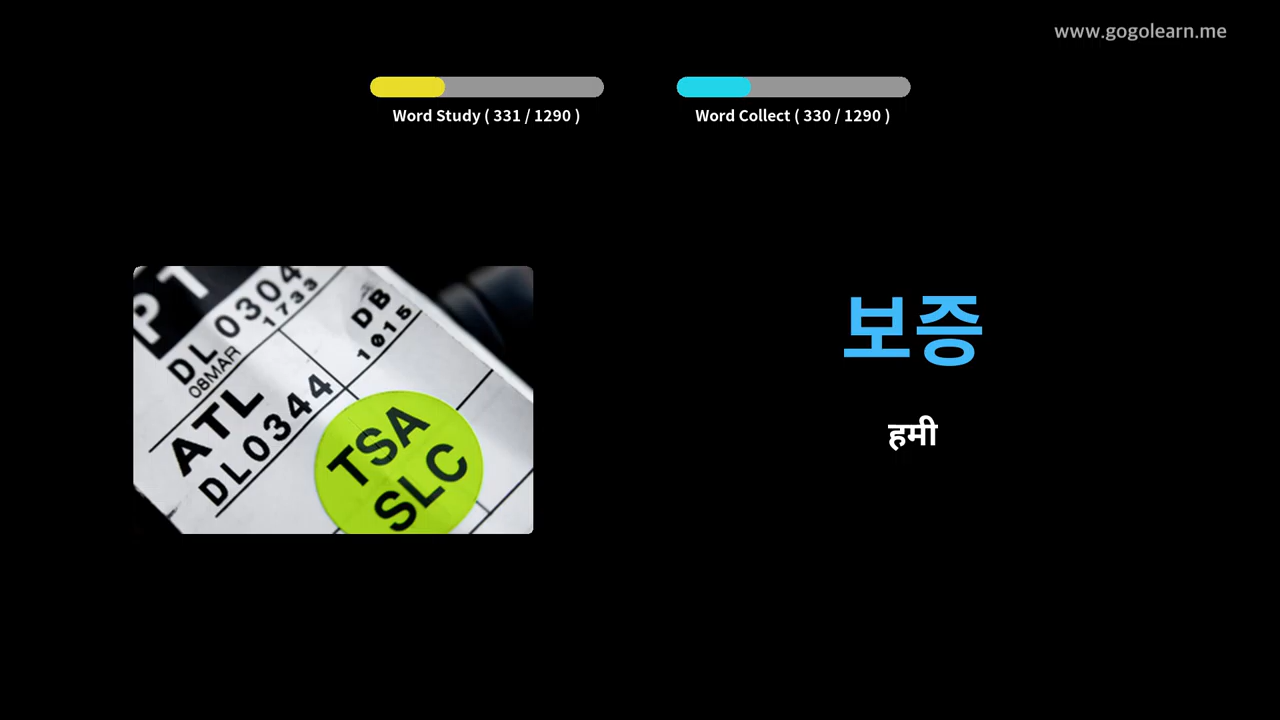 www.gogolearn.me
Word Study ( 331 / 1290 )
Word Collect ( 330 / 1290 )
P1
DL0304
1733
08MAR
DB
1015
ATL
DL0344
TSA
SLC
보증
हमी